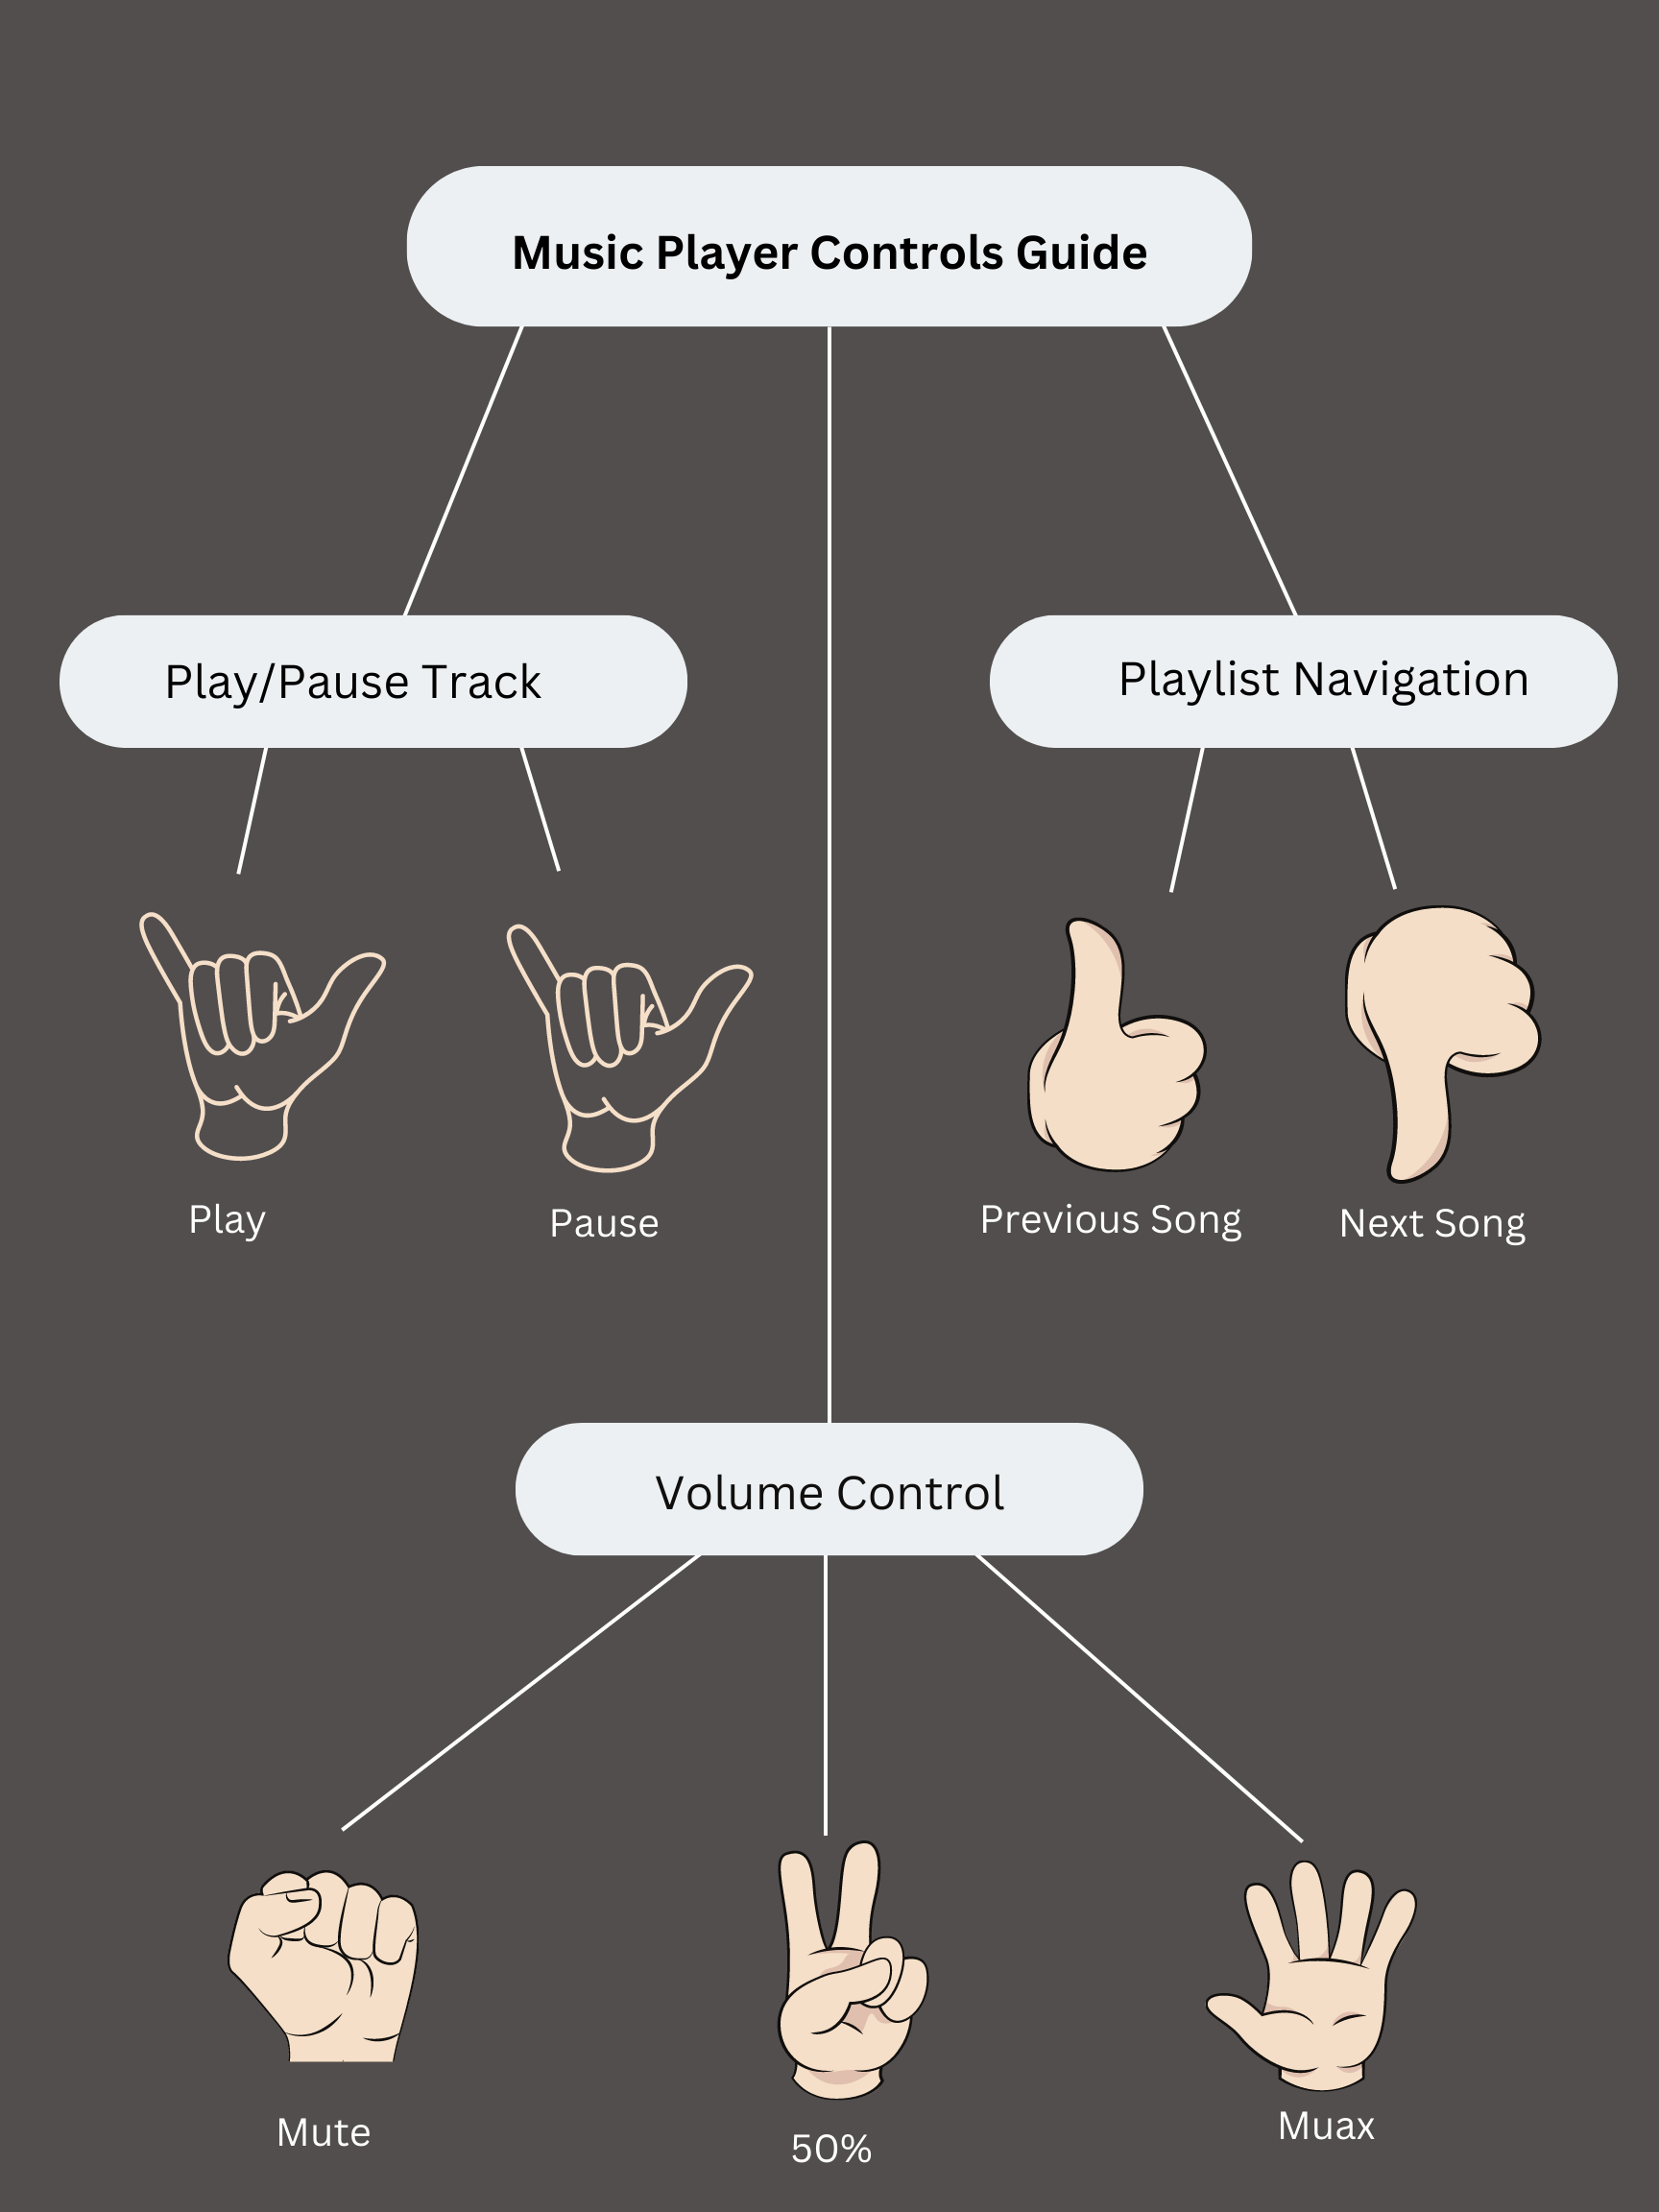 Music Player Controls Guide
Play/Pause Track
Playlist Navigation
Play
Pause
Previous Song
Next Song
Volume Control
Mute
50%
Muax